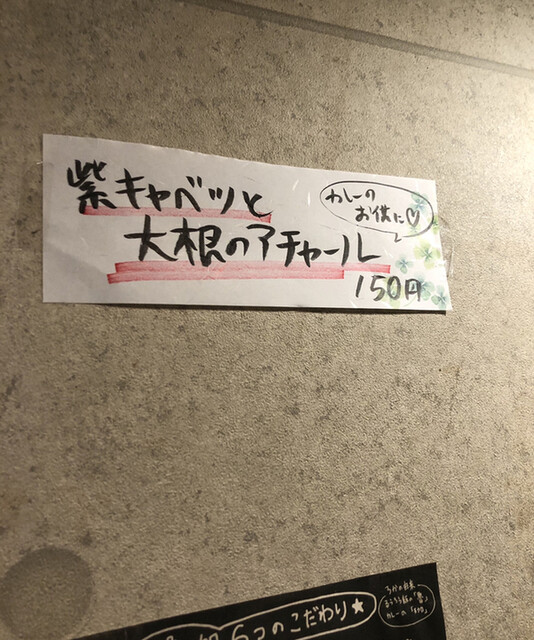 紫キャベツと
大根のアチャール
カレーの
お供に♡
150円
6つのこだわり★